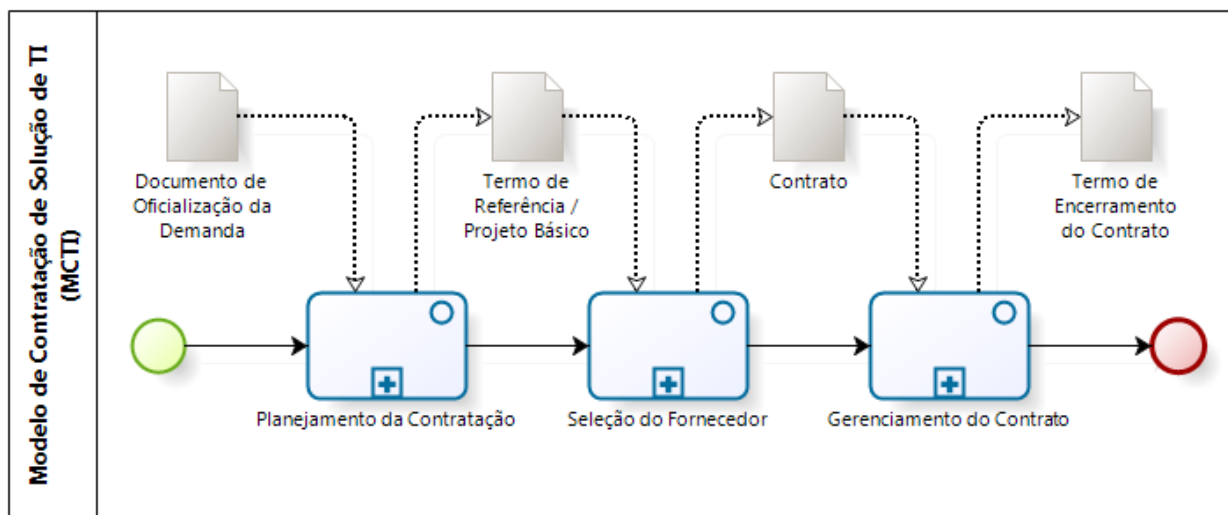 Modelo de Contratação de Solução de TI
(MCTI)
Documento de
Oficialização da
Demanda
Termo de
Referência /
Projeto Básico
Contrato
Termo de
Encerramento
do Contrato
Planejamento da Contratação
Seleção do Fornecedor
Gerenciamento do Contrato